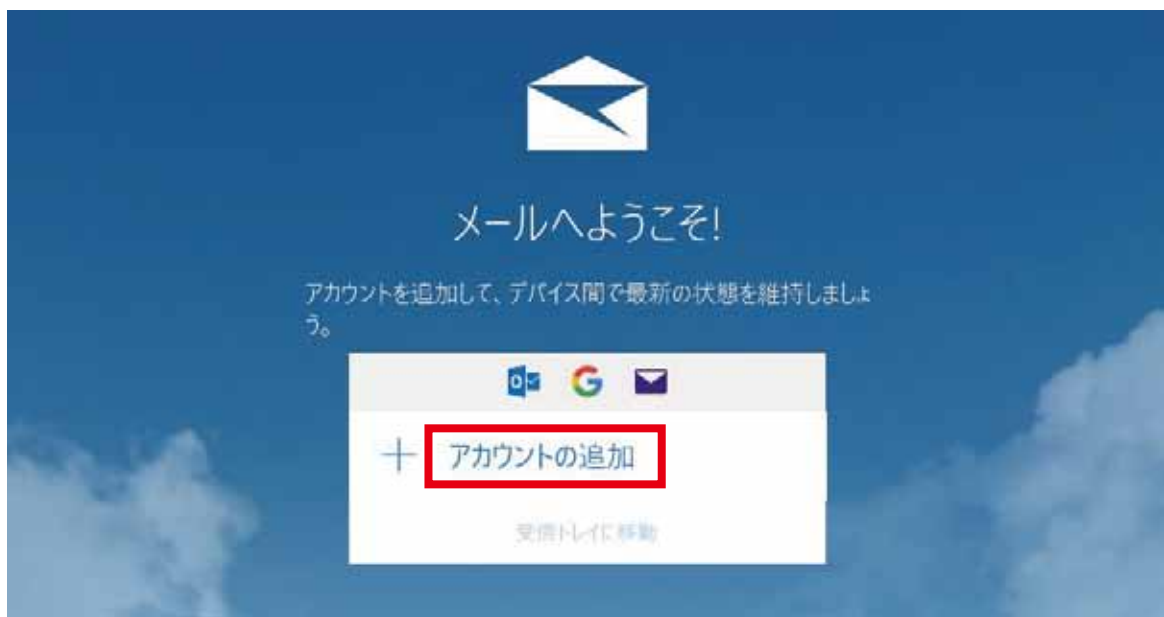 メールへようこそ!
アカウントを追加して、デバイス間で最新の状態を維持しましょ
う。
アカウントの追加
受信トレイに移動